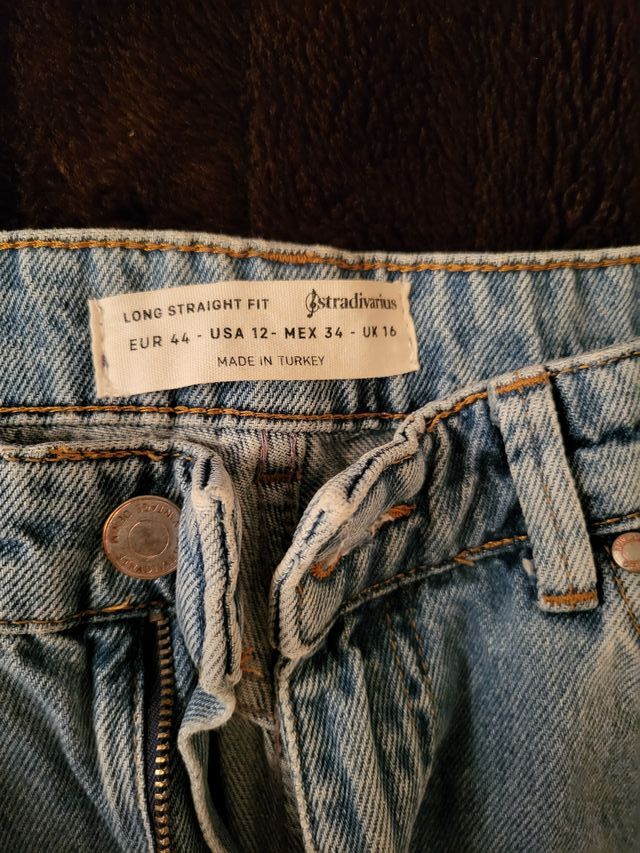 LONG STRAIGHT FIT stradivarius
EUR 44 - USA 12- MEX 34 - UK 16
MADE IN TURKEY